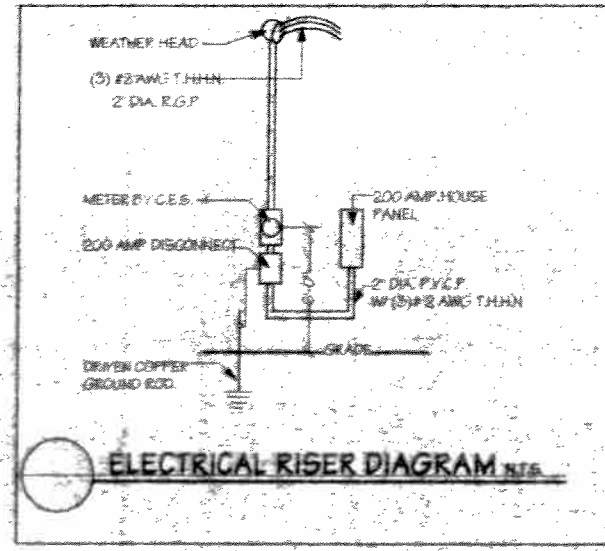 WEATHER HEAD
(3) #2 AWG T.H.H.N.
2" DIA. R.G.P.
METER BY C.E.S.
200 AMP HOUSE
PANEL
200 AMP DISCONNECT
2" DIA. P.V.C.P.
W/ (3) #2 AWG T.H.H.N
GRADE
DRIVEN COPPER
GROUND ROD
ELECTRICAL RISER DIAGRAM N.T.S.